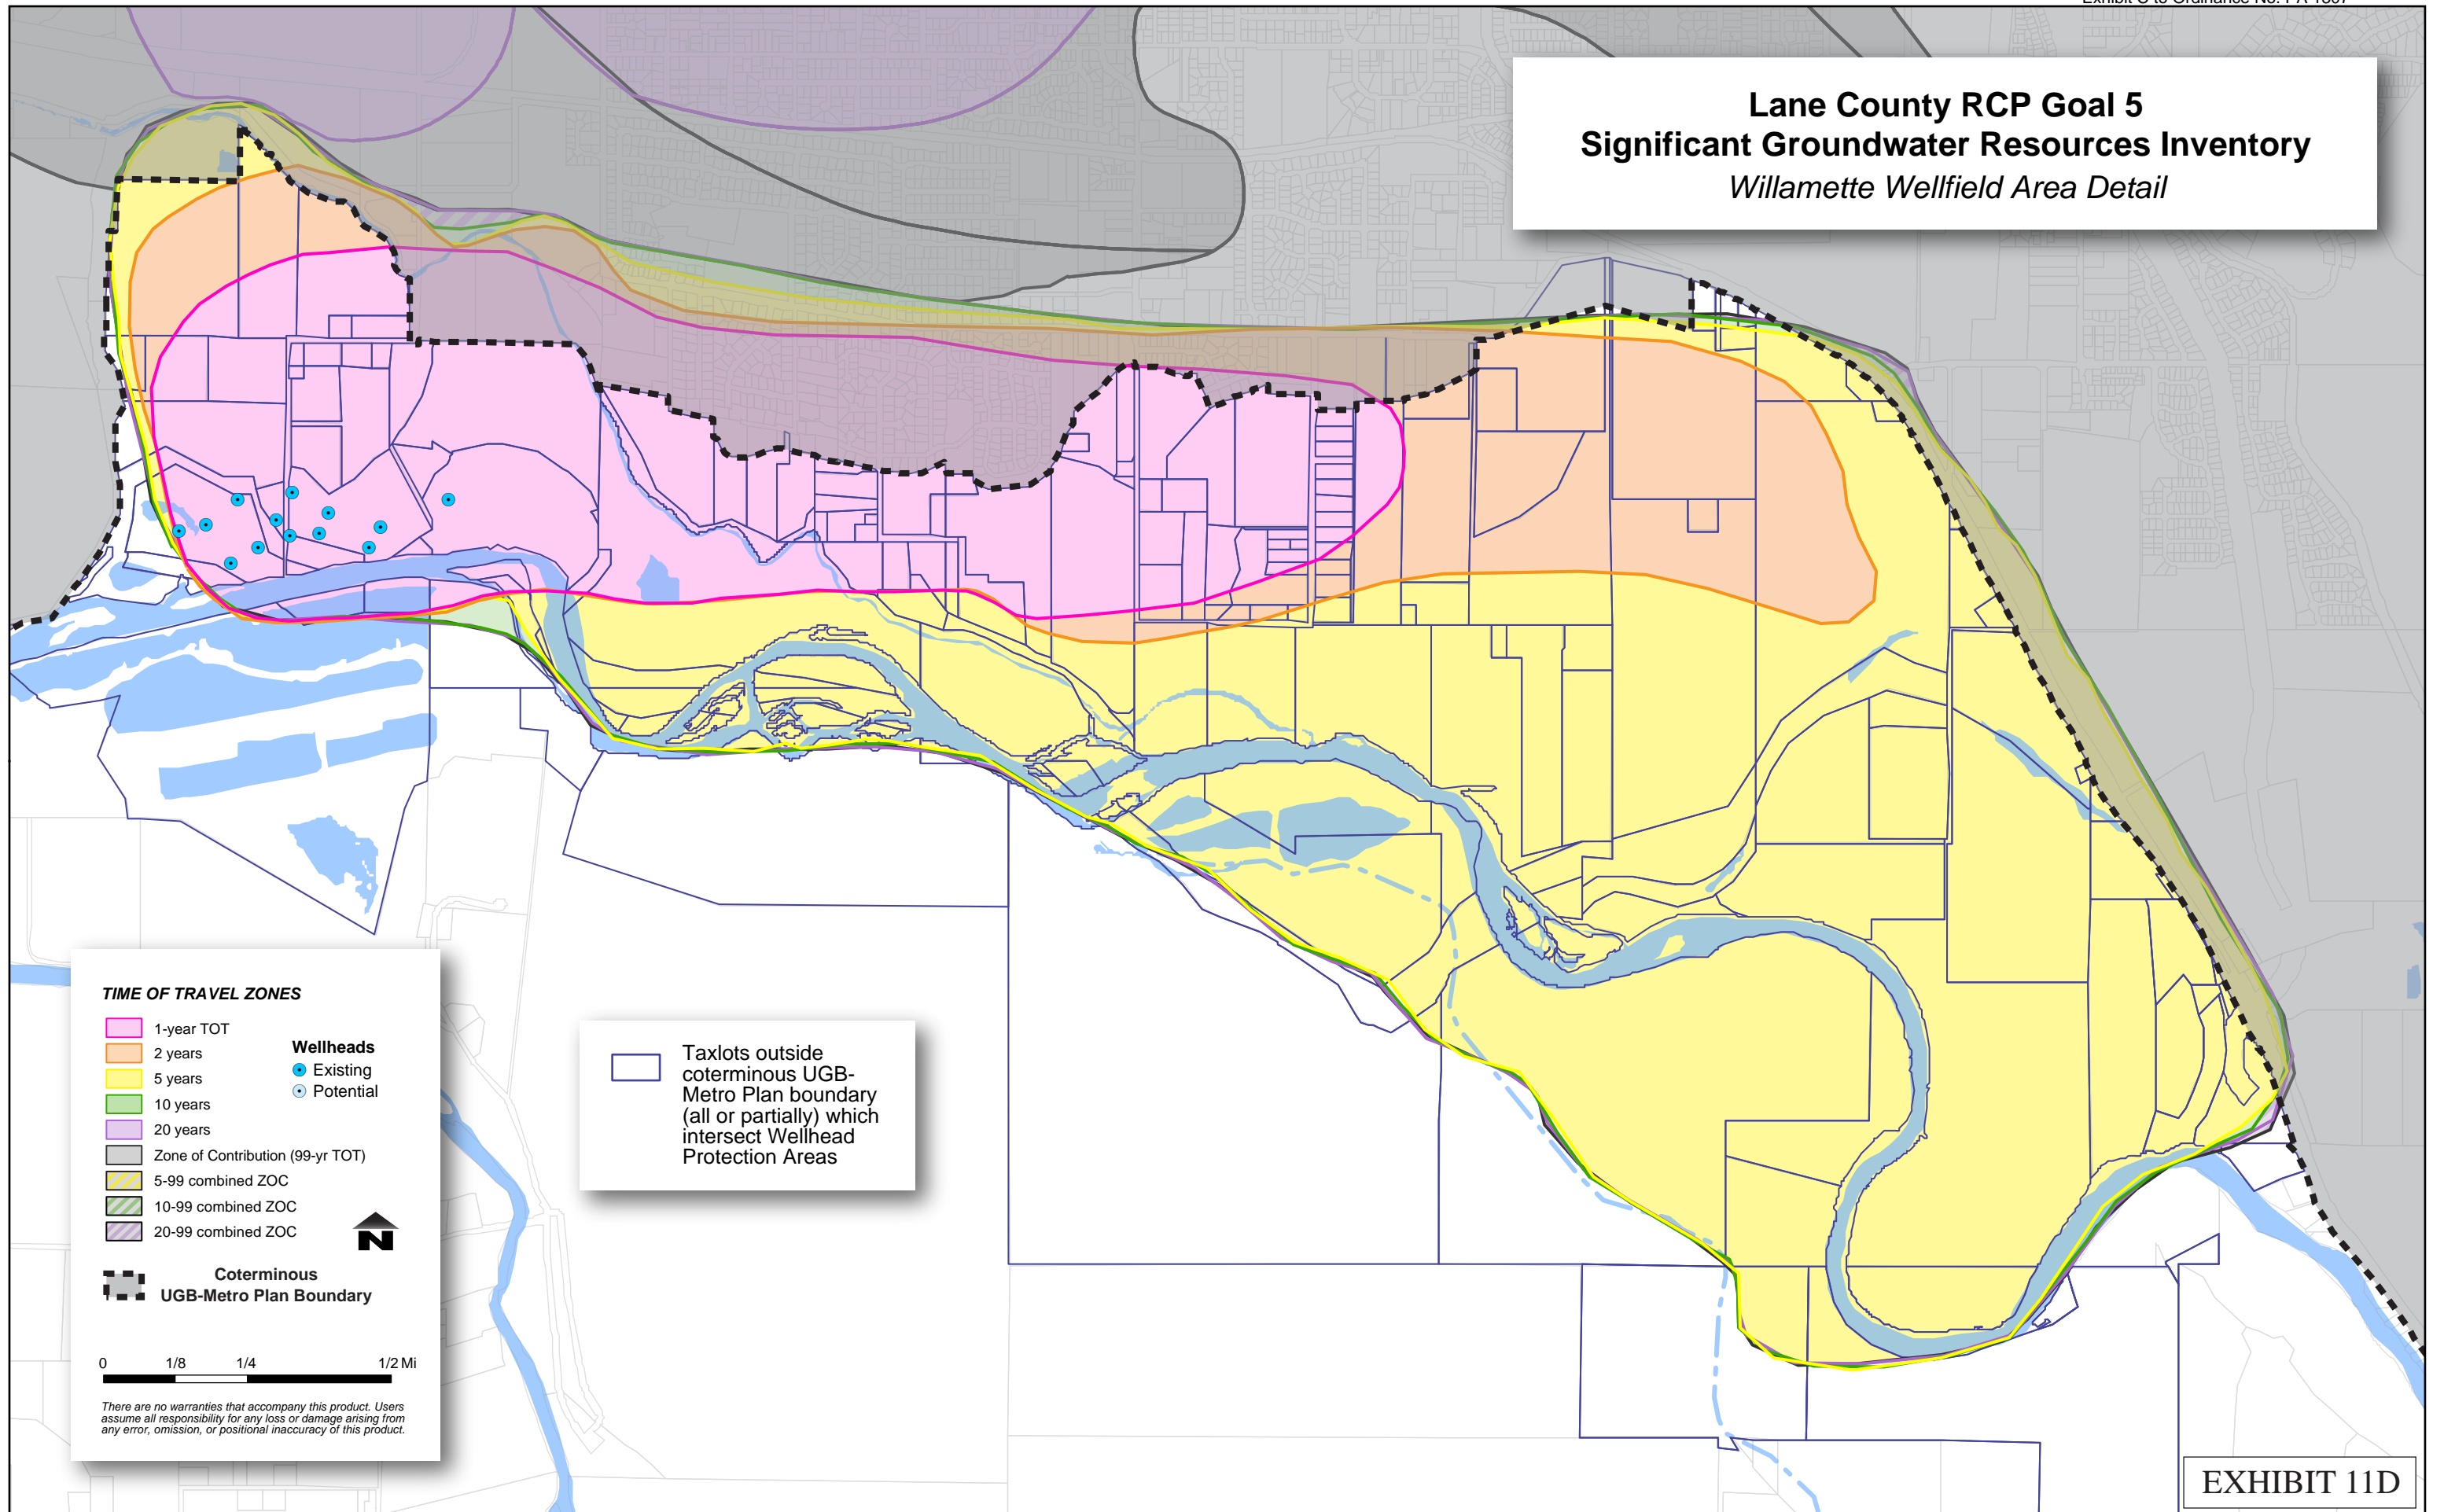 Lane County RCP Goal 5
Significant Groundwater Resources Inventory
Willamette Wellfield Area Detail
TIME OF TRAVEL ZONES
1-year TOT
2 years
5 years
10 years
20 years
Zone of Contribution (99-yr TOT)
5-99 combined ZOC
10-99 combined ZOC
20-99 combined ZOC
Wellheads
Existing
Potential
N
Coterminous
UGB-Metro Plan Boundary
0 1/8 1/4 1/2 Mi
There are no warranties that accompany this product. Users
assume all responsibility for any loss or damage arising from
any error, omission, or positional inaccuracy of this product.
Taxlots outside
coterminous UGB-
Metro Plan boundary
(all or partially) which
intersect Wellhead
Protection Areas
EXHIBIT 11D